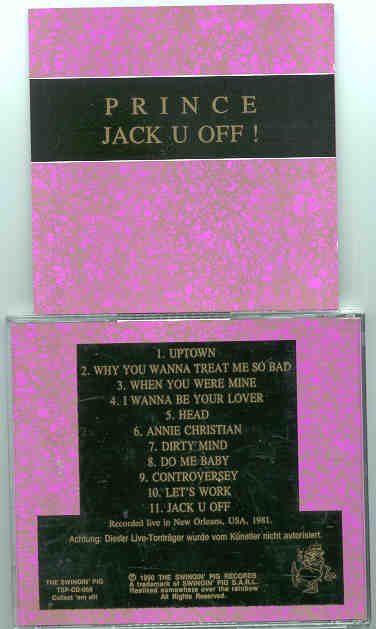 PRINCE
JACK U OFF !
1. UPTOWN
2. WHY YOU WANNA TREAT ME SO BAD
3. WHEN YOU WERE MINE
4. I WANNA BE YOUR LOVER
5. HEAD
6. ANNIE CHRISTIAN
7. DIRTY MIND
8. DO ME BABY
9. CONTROVERSEY
10. LET'S WORK
11. JACK U OFF
Recorded live in New Orleans, USA, 1981.
Achtung: Dieser Live-Tonträger wurde vom Künstler nicht autorisiert.
THE SWINGIN' PIG
TSP-CD-068
Collect 'em all!
© 1990 THE SWINGIN' PIG RECORDS
A trademark of SWINGIN' PIG S.A.R.L.
Realized somewhere over the rainbow
All Rights Reserved.